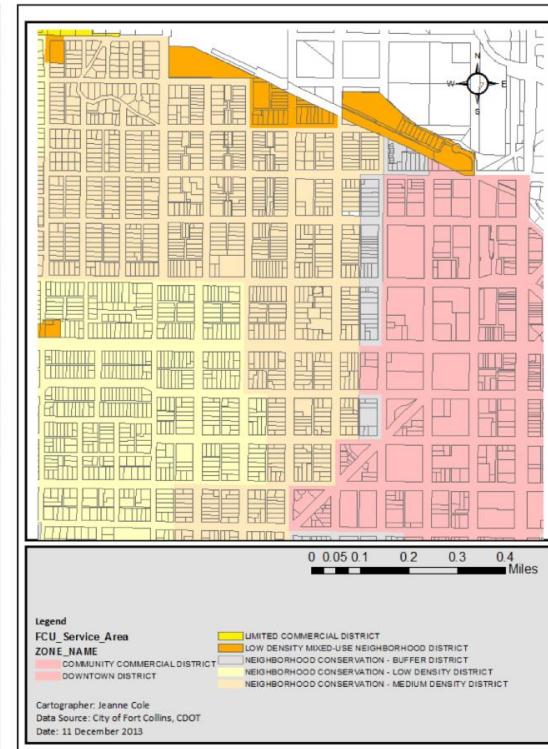 N
W E
S
0 0.05 0.1 0.2 0.3 0.4
Miles
Legend
FCU_Service_Area
ZONE_NAME
COMMUNITY COMMERCIAL DISTRICT
DOWNTOWN DISTRICT
LIMITED COMMERCIAL DISTRICT
LOW DENSITY MIXED-USE NEIGHBORHOOD DISTRICT
NEIGHBORHOOD CONSERVATION - BUFFER DISTRICT
NEIGHBORHOOD CONSERVATION - LOW DENSITY DISTRICT
NEIGHBORHOOD CONSERVATION - MEDIUM DENSITY DISTRICT
Cartographer: Jeanne Cole
Data Source: City of Fort Collins, CDOT
Date: 11 December 2013